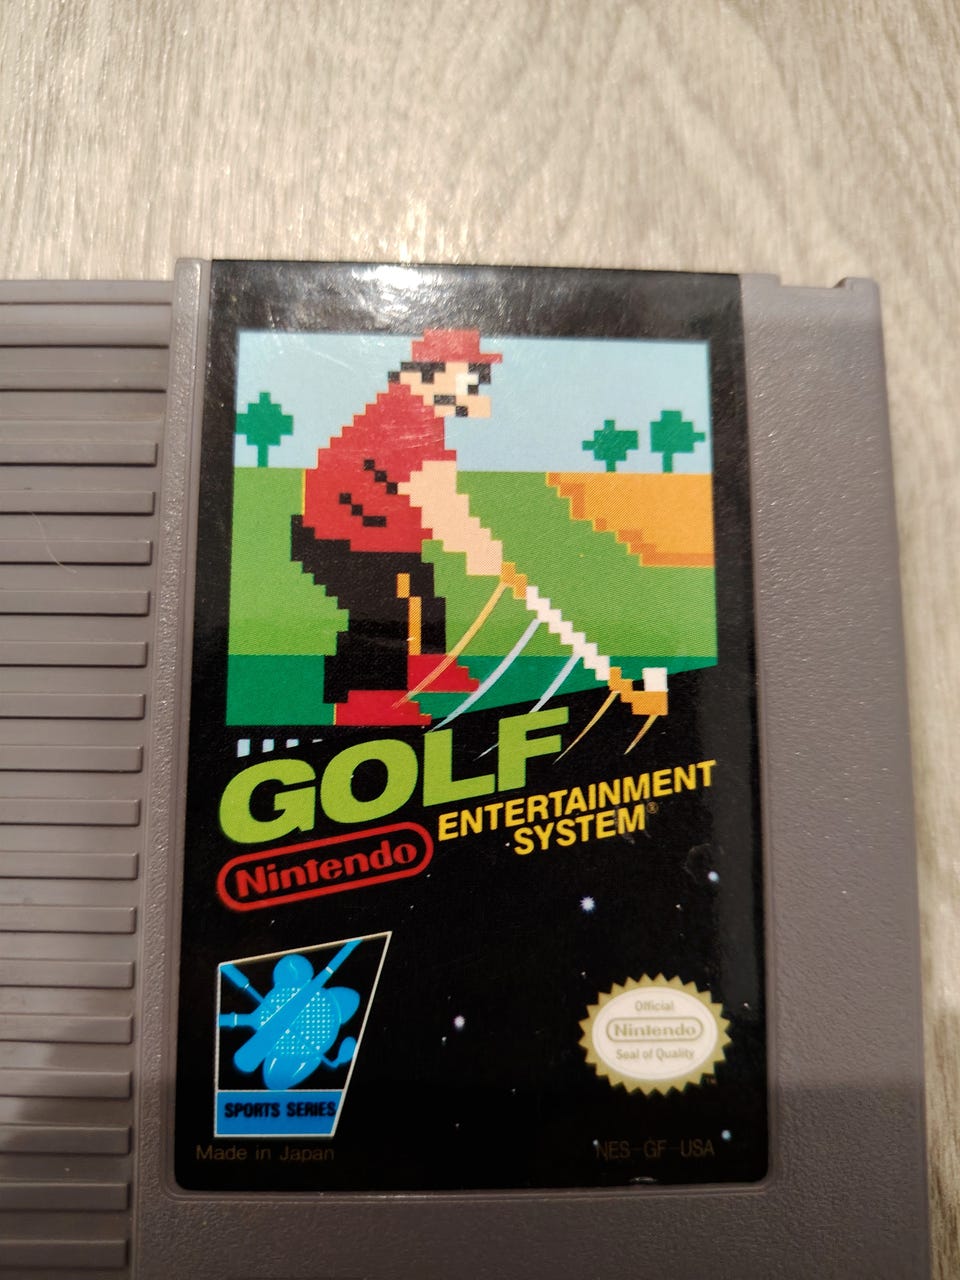 GOLF
Nintendo
ENTERTAINMENT
SYSTEM®
SPORTS SERIES
Official
Nintendo
Seal of Quality
Made in Japan
NES-GF-USA